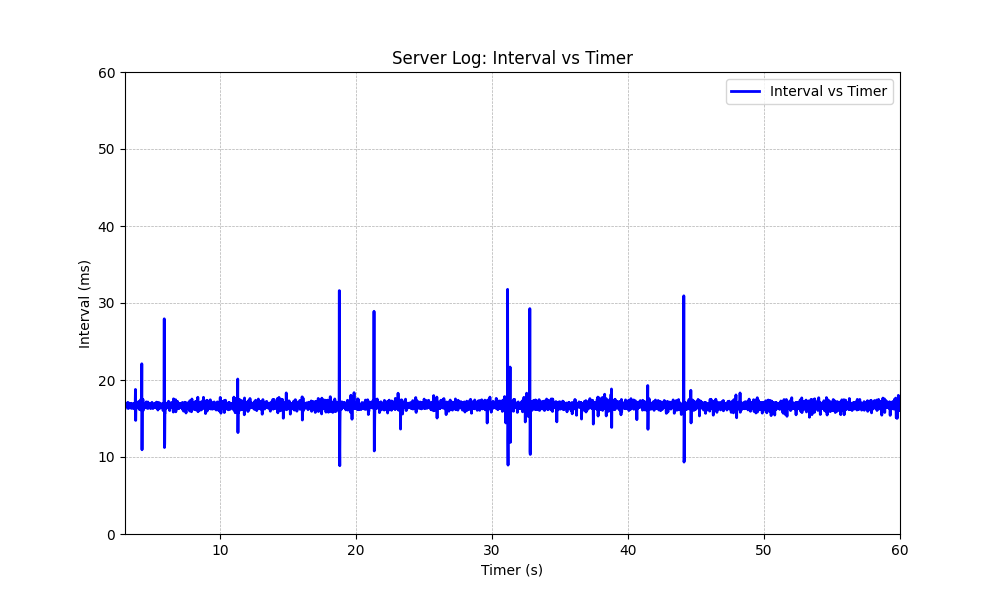 Server Log: Interval vs Timer
60
Interval vs Timer
50
40
30
20
10
0
Interval (ms)
10 20 30 40 50 60
Timer (s)